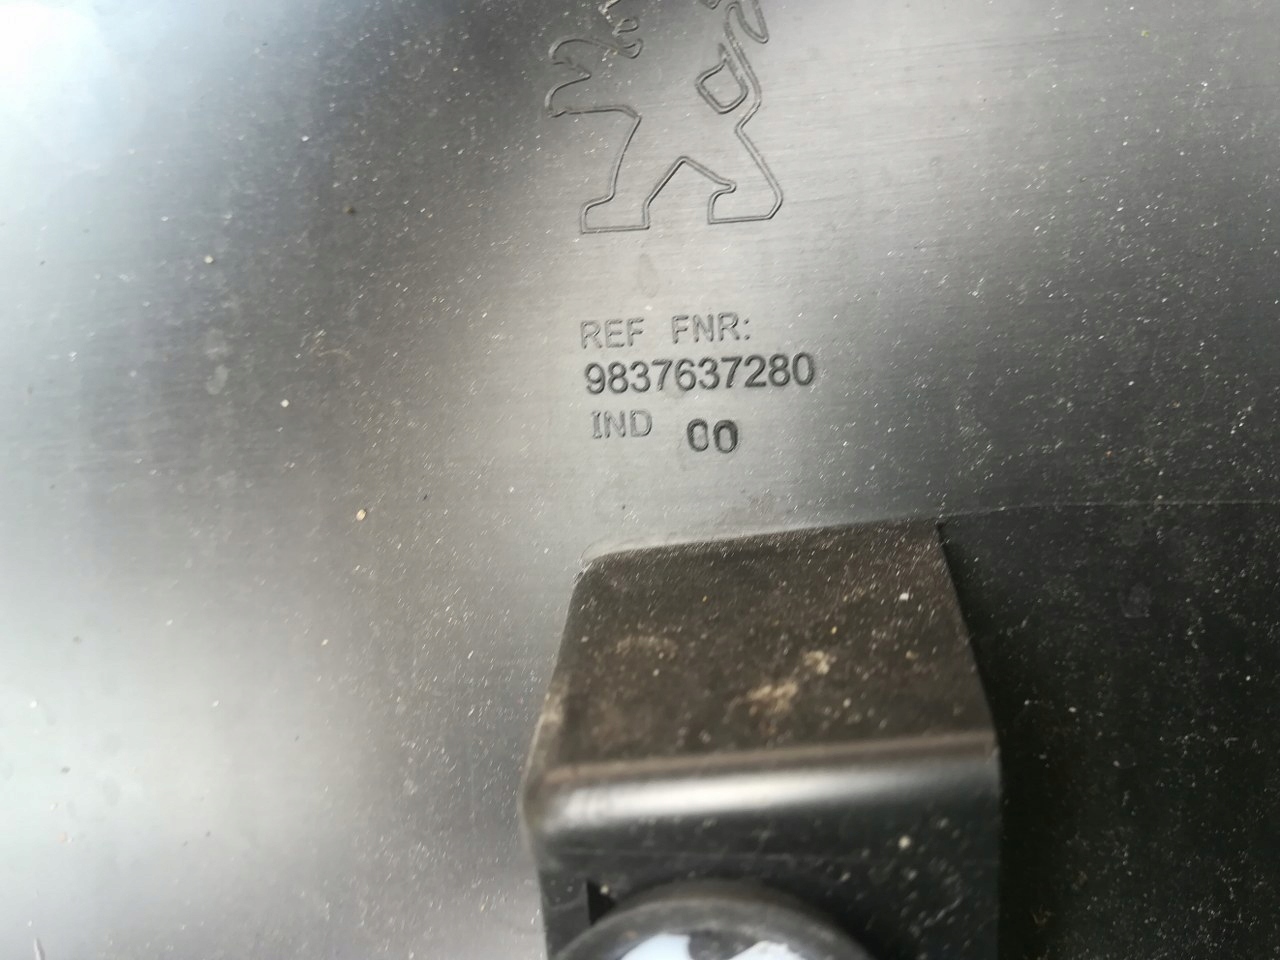 REF FNR:
9837637280
IND 00